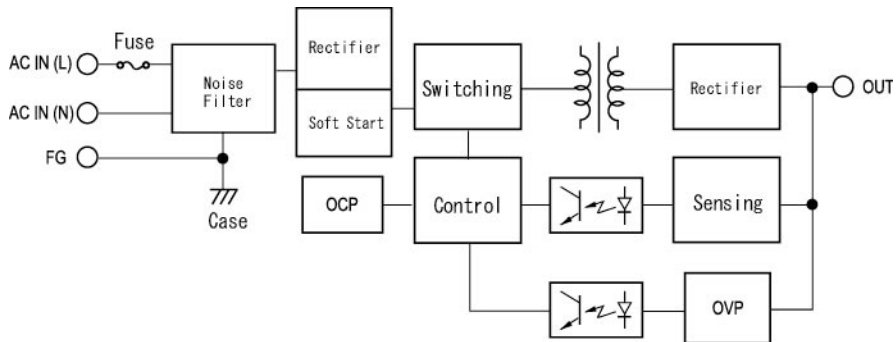 Fuse
AC IN (L)
Noise
Filter
AC IN (N)
FG
Case
Rectifier
Soft Start
Switching
Rectifier
OUT
OCP
Control
Sensing
OVP